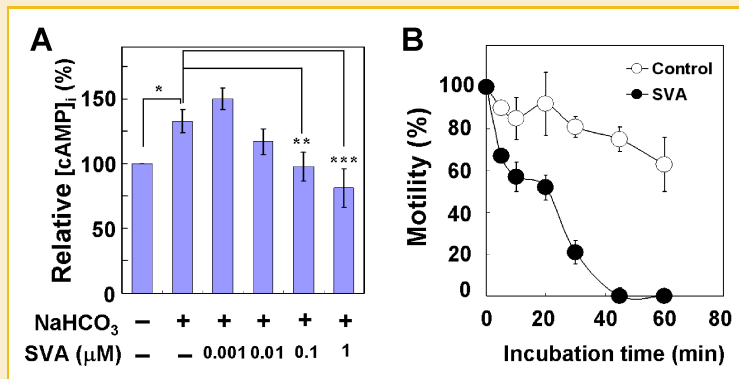 A
Relative [cAMP]i (%)
150
100
50
0
*
**
***
NaHCO3 – + + + + +
SVA (μM) – – 0.001 0.01 0.1 1
B
Motility (%)
100
80
60
40
20
0
Control
SVA
0 20 40 60 80
Incubation time (min)